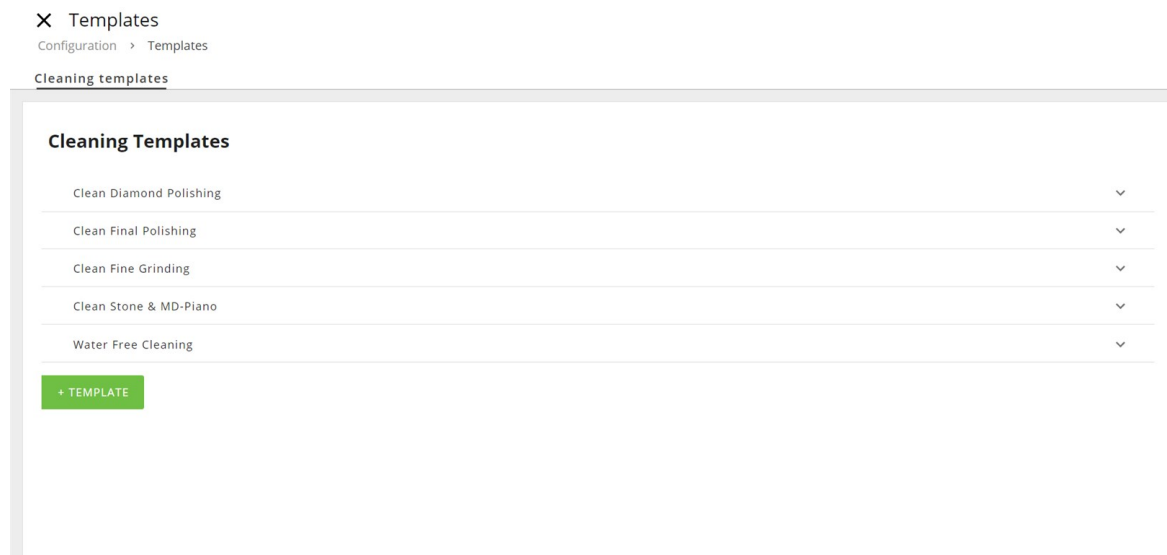 Templates
Configuration > Templates
Cleaning templates
Cleaning Templates
Clean Diamond Polishing
Clean Final Polishing
Clean Fine Grinding
Clean Stone & MD-Piano
Water Free Cleaning
+ TEMPLATE